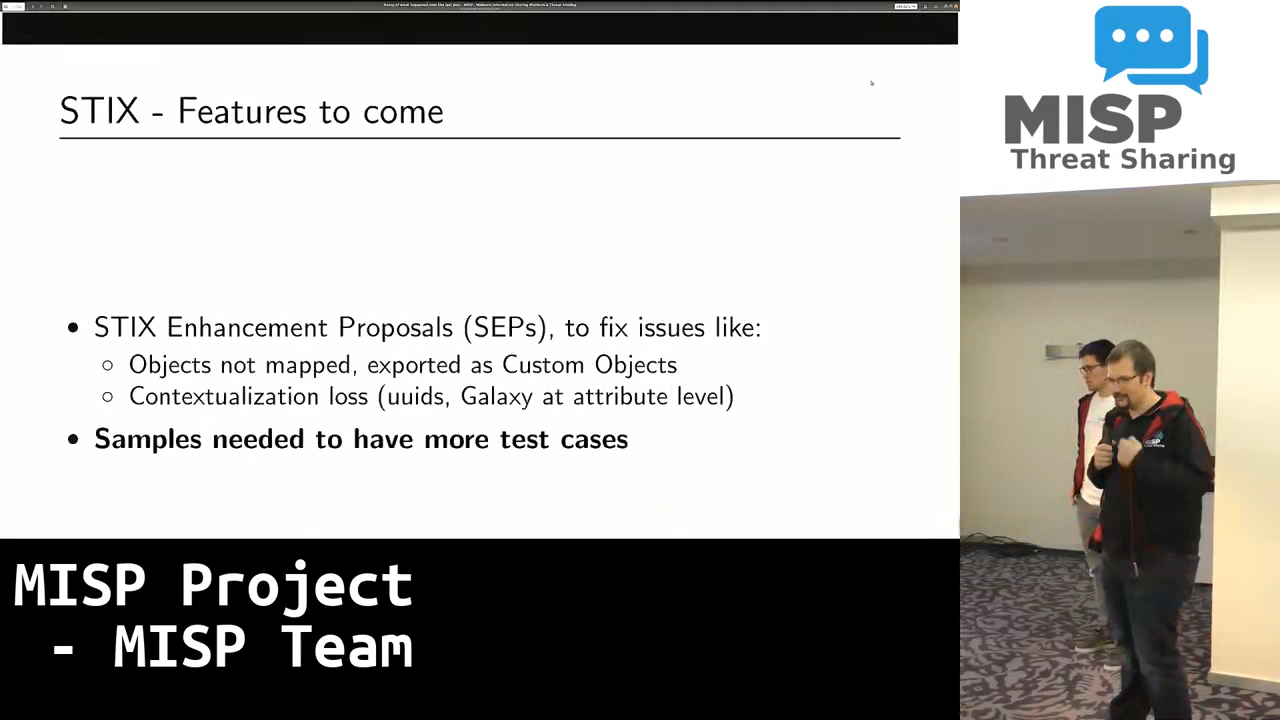 STIX - Features to come
• STIX Enhancement Proposals (SEPs), to fix issues like:
○ Objects not mapped, exported as Custom Objects
○ Contextualization loss (uuids, Galaxy at attribute level)
• Samples needed to have more test cases
MISP Project
- MISP Team
MISP
Threat Sharing
MISP